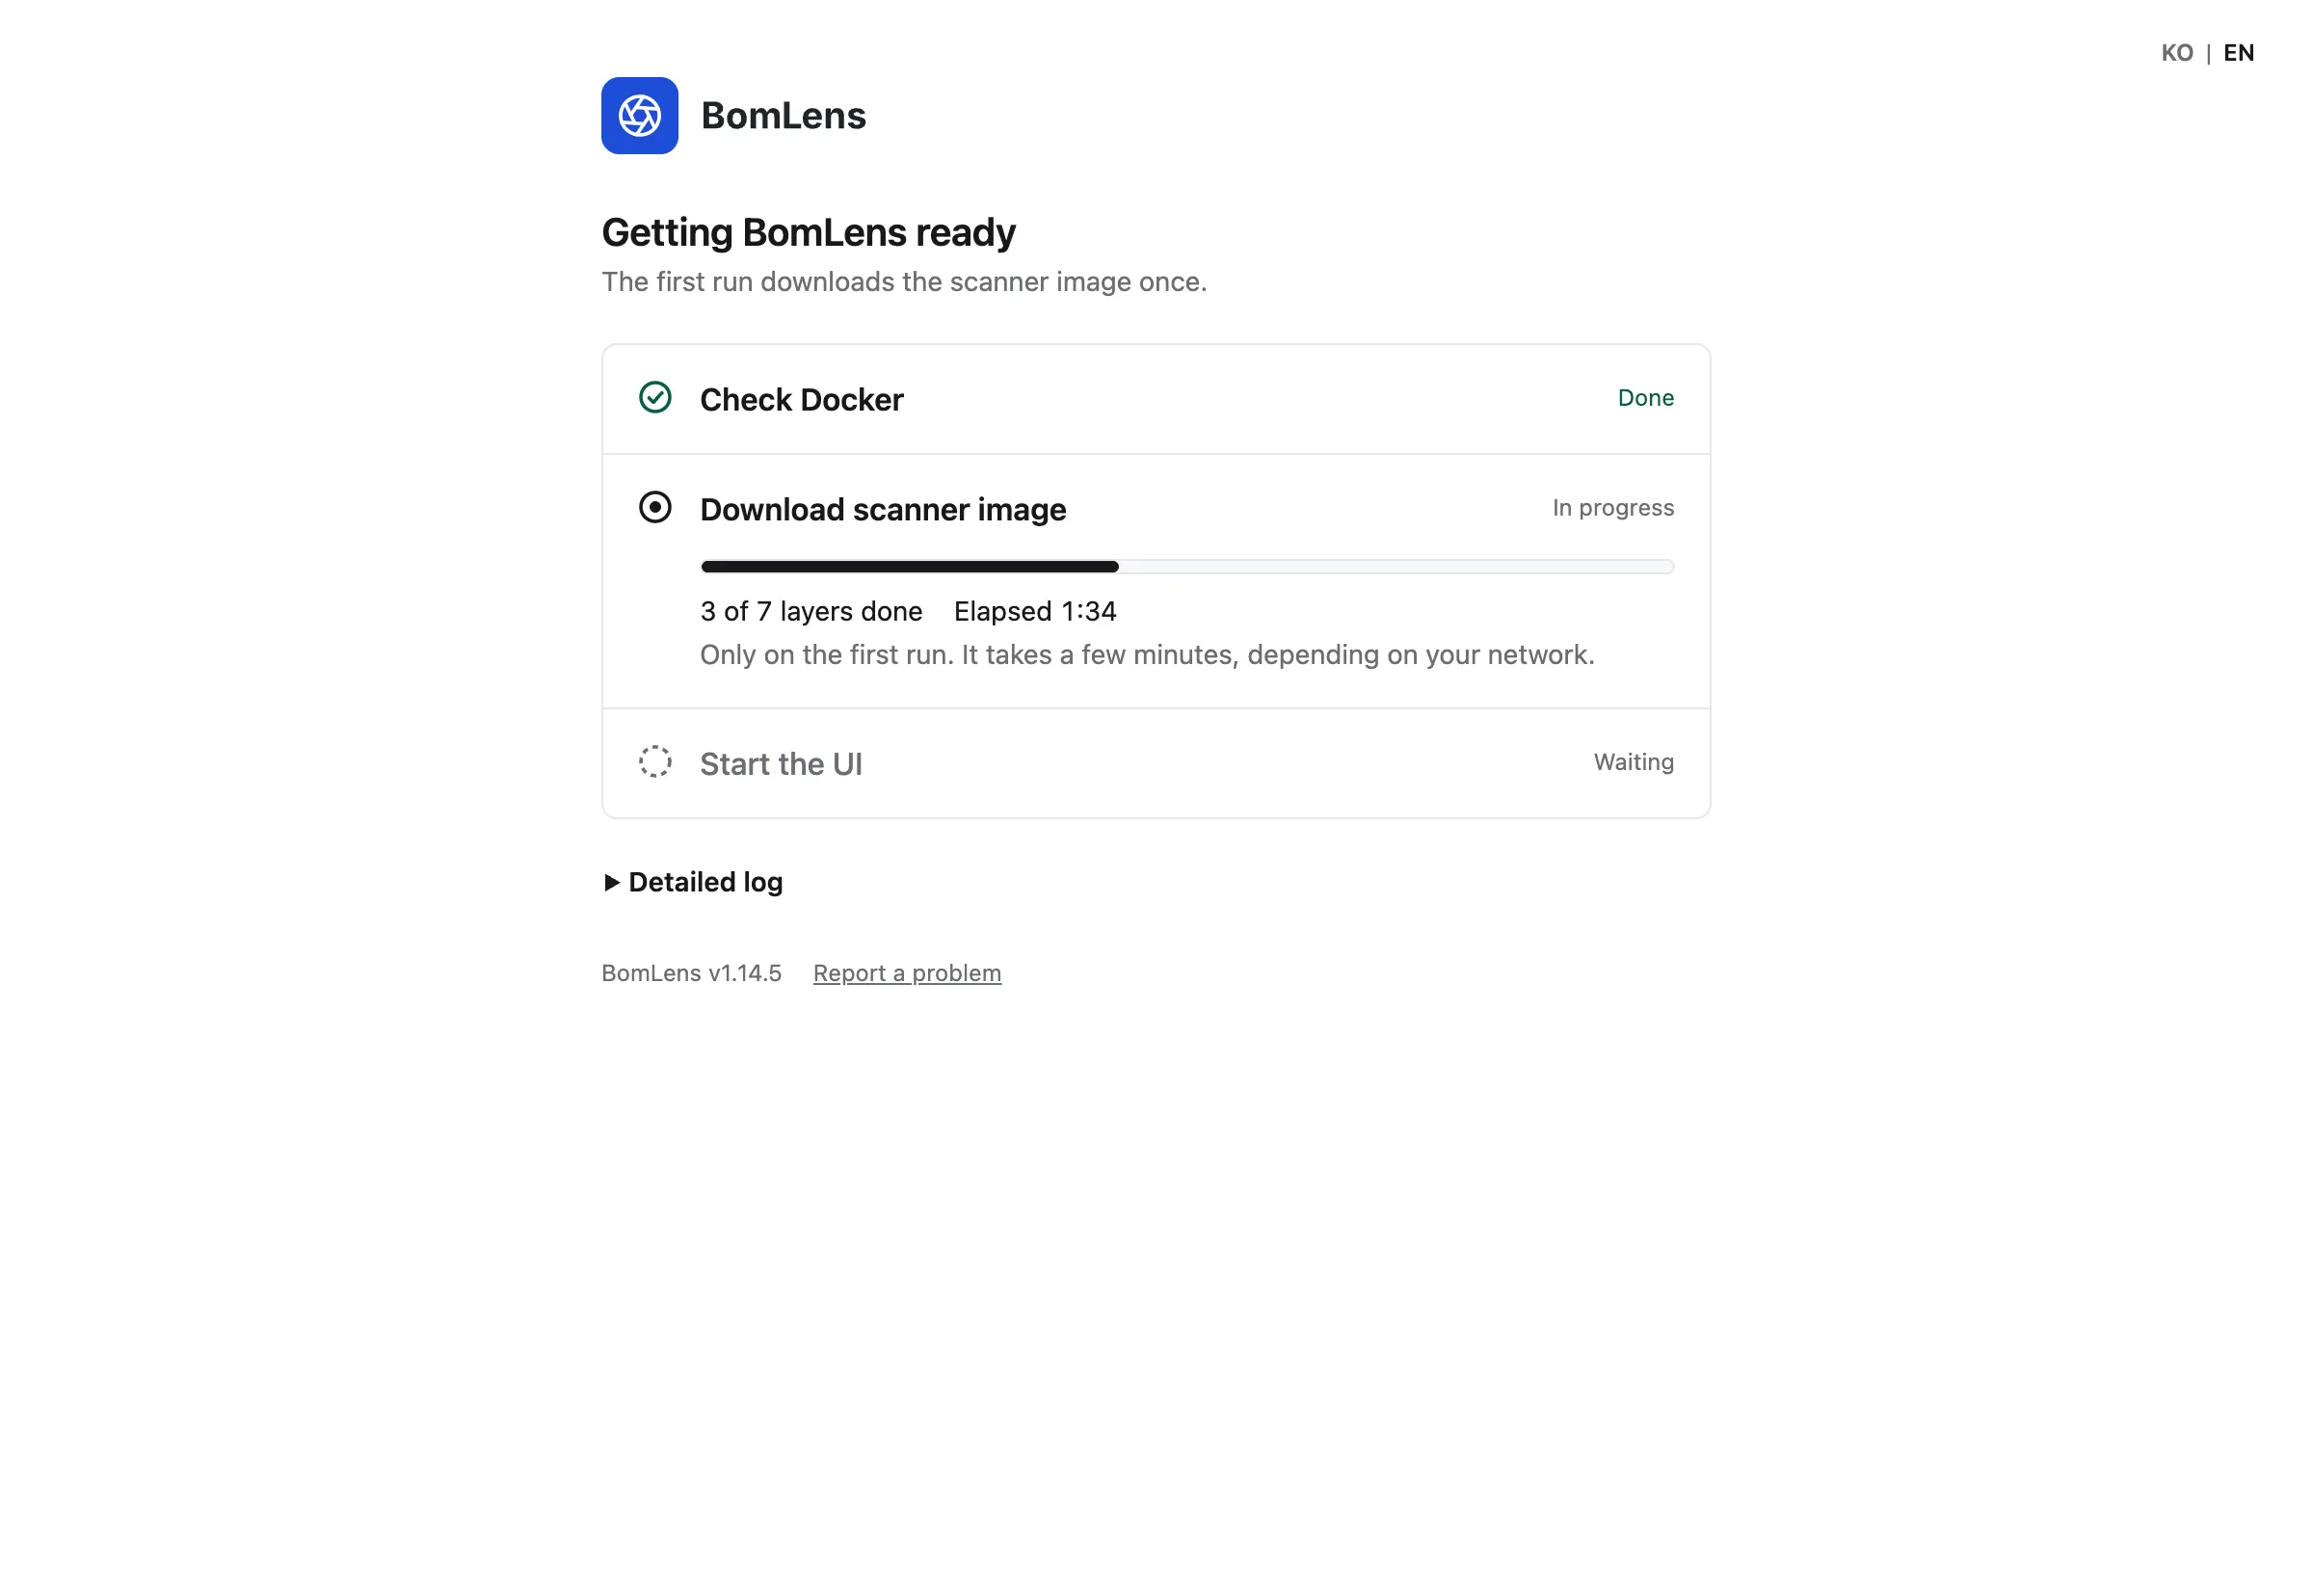 KO | EN
BomLens
Getting BomLens ready
The first run downloads the scanner image once.
Check Docker Done
Download scanner image In progress
3 of 7 layers done Elapsed 1:34
Only on the first run. It takes a few minutes, depending on your network.
Start the UI Waiting
Detailed log
BomLens v1.14.5 Report a problem